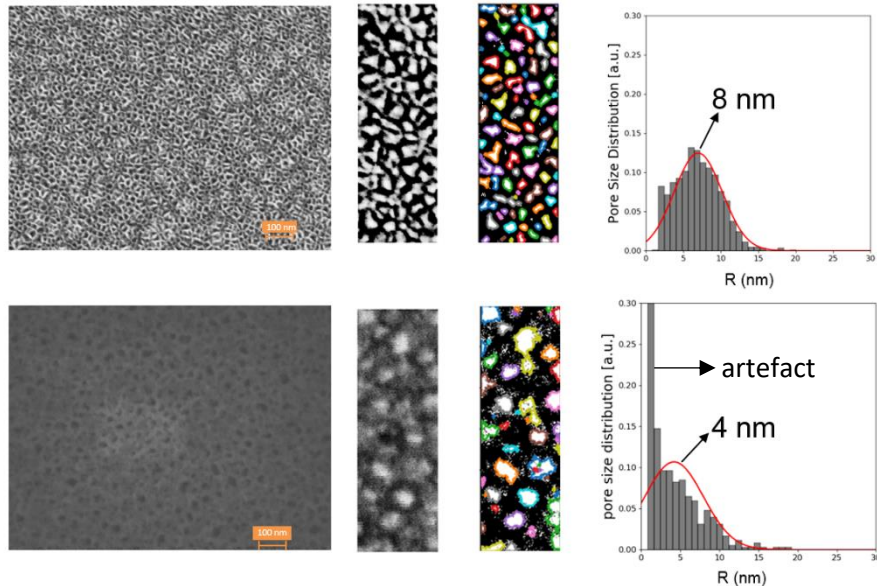 100 nm
0.30
0.25
0.20
0.15
0.10
0.05
0.00
Pore Size Distribution [a.u.]
8 nm
0 5 10 15 20 25 30
R (nm)
100 nm
0.30
0.25
0.20
0.15
0.10
0.05
0.00
pore size distribution [a.u.]
artefact
4 nm
0 5 10 15 20 25 30
R (nm)